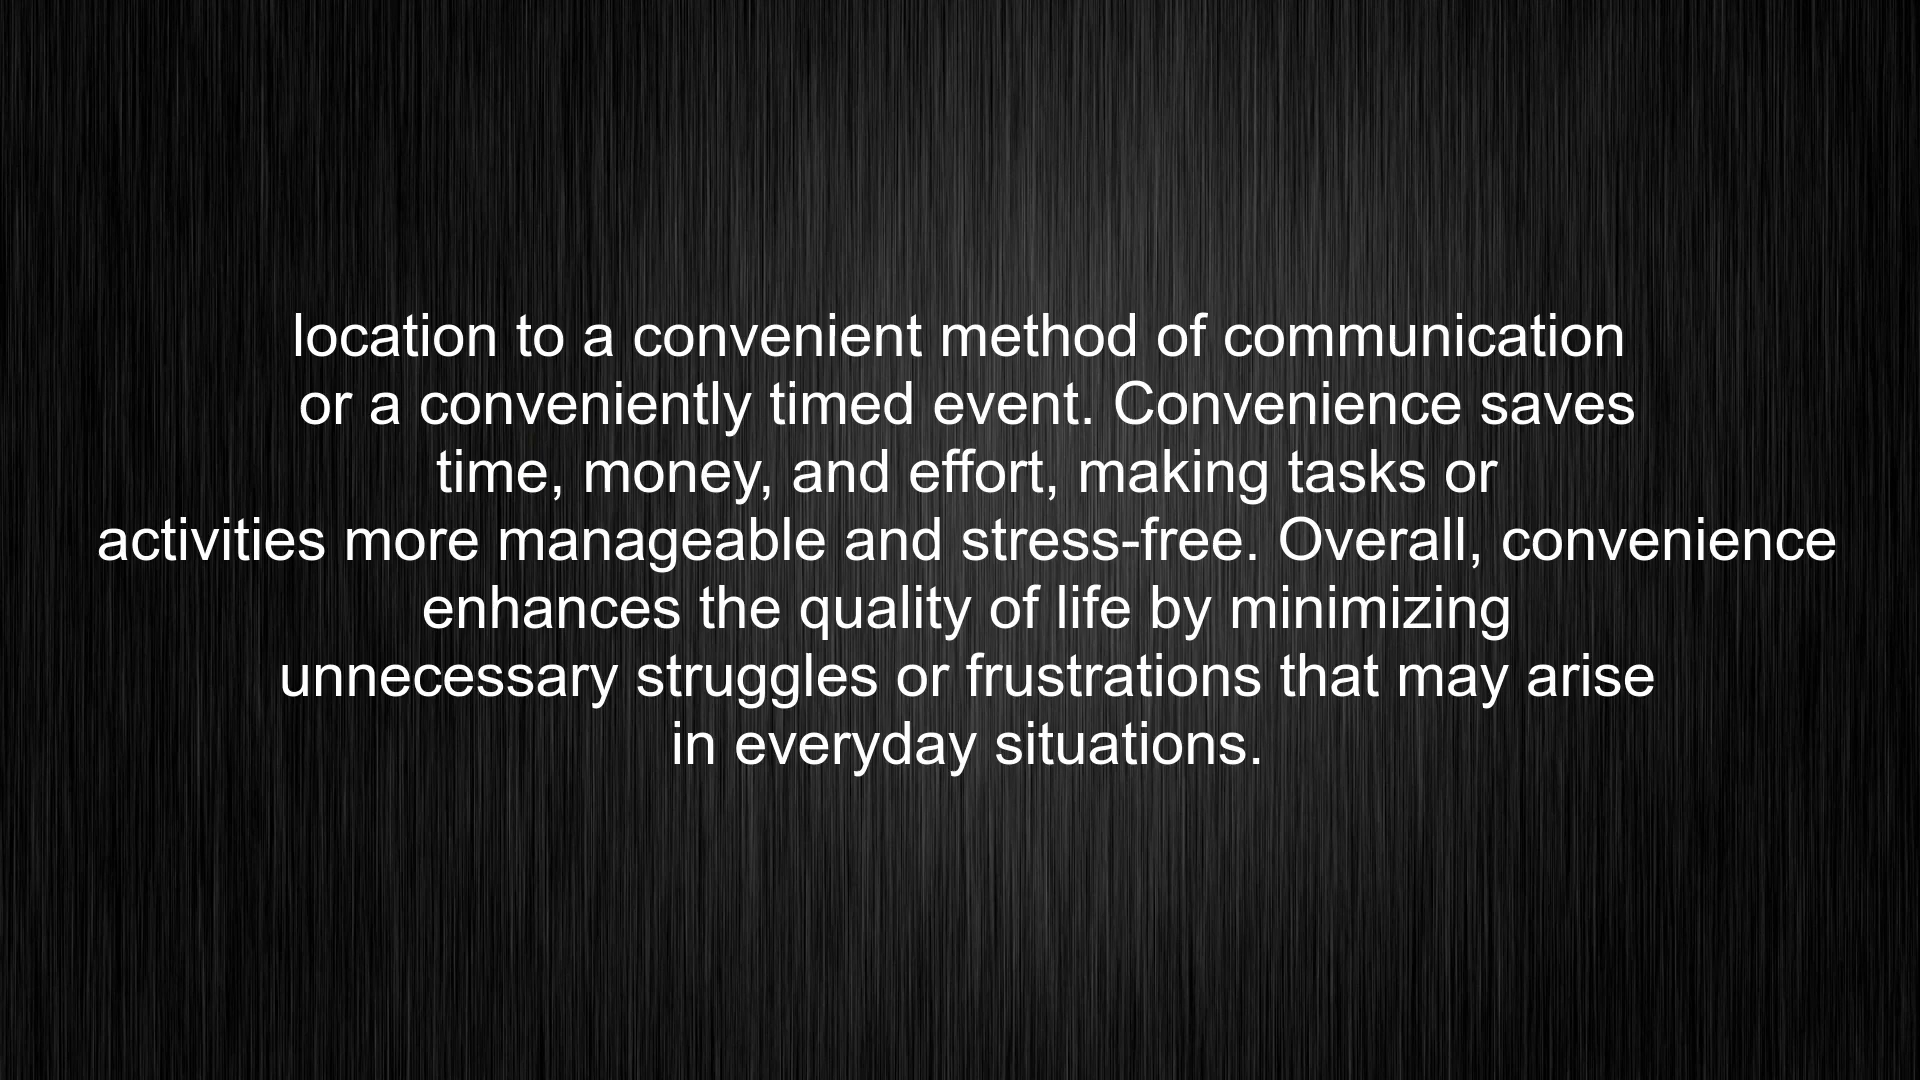 location to a convenient method of communication
or a conveniently timed event. Convenience saves
time, money, and effort, making tasks or
activities more manageable and stress-free. Overall, convenience
enhances the quality of life by minimizing
unnecessary struggles or frustrations that may arise
in everyday situations.